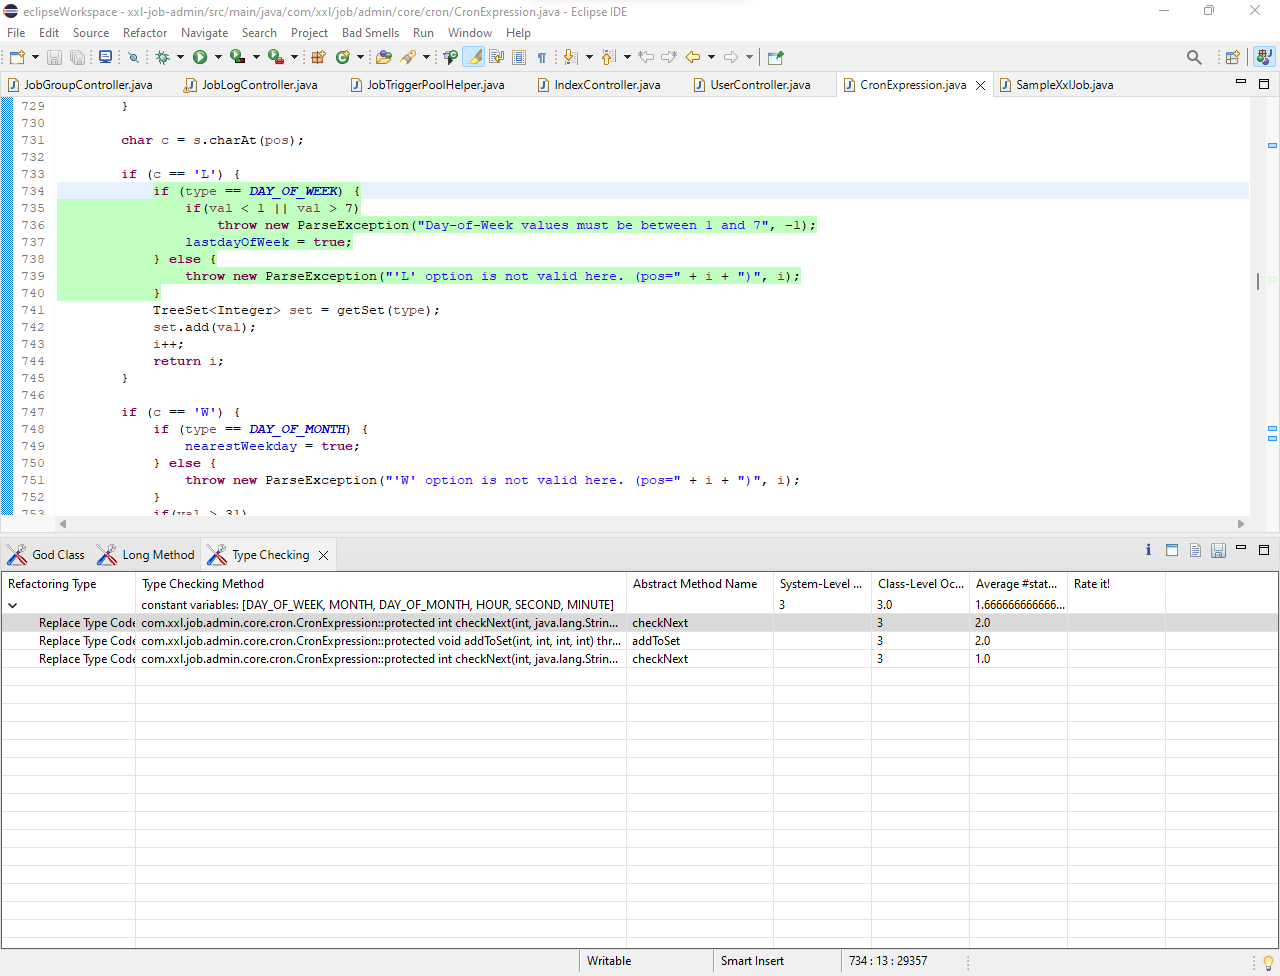 eclipseWorkspace - xxl-job-admin/src/main/java/com/xxl/job/admin/core/cron/CronExpression.java - Eclipse IDE
File Edit Source Refactor Navigate Search Project Bad Smells Run Window Help
JobGroupController.java JobLogController.java JobTriggerPoolHelper.java IndexController.java UserController.java CronExpression.java SampleXxlJob.java
729 }
730
731 char c = s.charAt(pos);
732
733 if (c == 'L') {
734 if (type == DAY_OF_WEEK) {
735 if(val < 1 || val > 7)
736 throw new ParseException("Day-of-Week values must be between 1 and 7", -1);
737 lastdayOfWeek = true;
738 } else {
739 throw new ParseException("'L' option is not valid here. (pos=" + i + ")", i);
740 }
741 TreeSet<Integer> set = getSet(type);
742 set.add(val);
743 i++;
744 return i;
745 }
746
747 if (c == 'W') {
748 if (type == DAY_OF_MONTH) {
749 nearestWeekday = true;
750 } else {
751 throw new ParseException("'W' option is not valid here. (pos=" + i + ")", i);
752 }
753 if(val > 31)
God Class Long Method Type Checking
Refactoring Type Type Checking Method Abstract Method Name System-Level ... Class-Level Oc... Average #stat... Rate it!
constant variables: [DAY_OF_WEEK, MONTH, DAY_OF_MONTH, HOUR, SECOND, MINUTE] 3 3.0 1.666666666666...
Replace Type Code com.xxl.job.admin.core.cron.CronExpression::protected int checkNext(int, java.lang.Strin... checkNext 3 2.0
Replace Type Code com.xxl.job.admin.core.cron.CronExpression::protected void addToSet(int, int, int, int) thr... addToSet 3 2.0
Replace Type Code com.xxl.job.admin.core.cron.CronExpression::protected int checkNext(int, java.lang.Strin... checkNext 3 1.0
Writable Smart Insert 734 : 13 : 29357